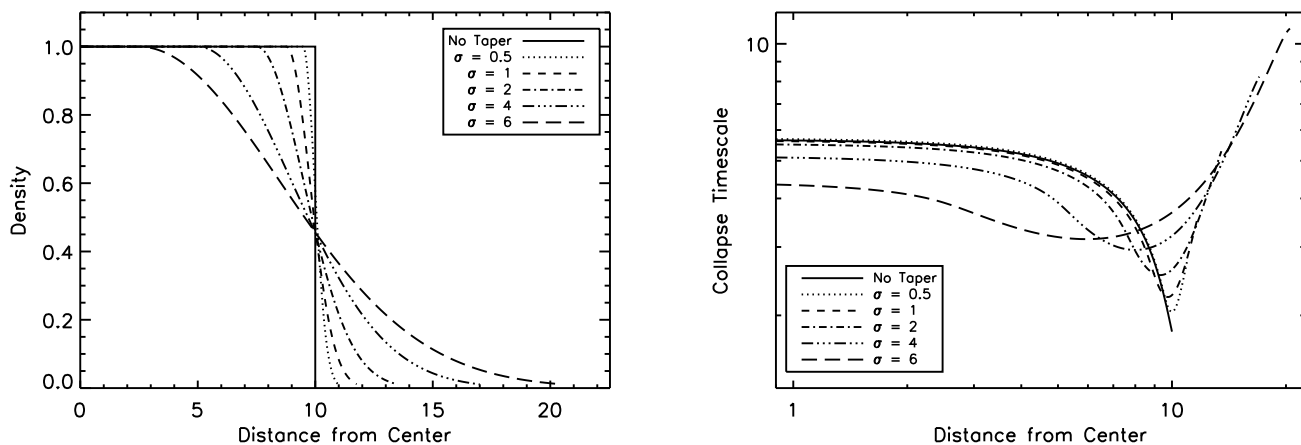 1.0
0.8
0.6
0.4
0.2
0.0
Density
0
5
10
15
20
Distance from Center
No Taper
σ = 0.5
σ = 1
σ = 2
σ = 4
σ = 6
10
Collapse Timescale
1
10
Distance from Center
No Taper
σ = 0.5
σ = 1
σ = 2
σ = 4
σ = 6